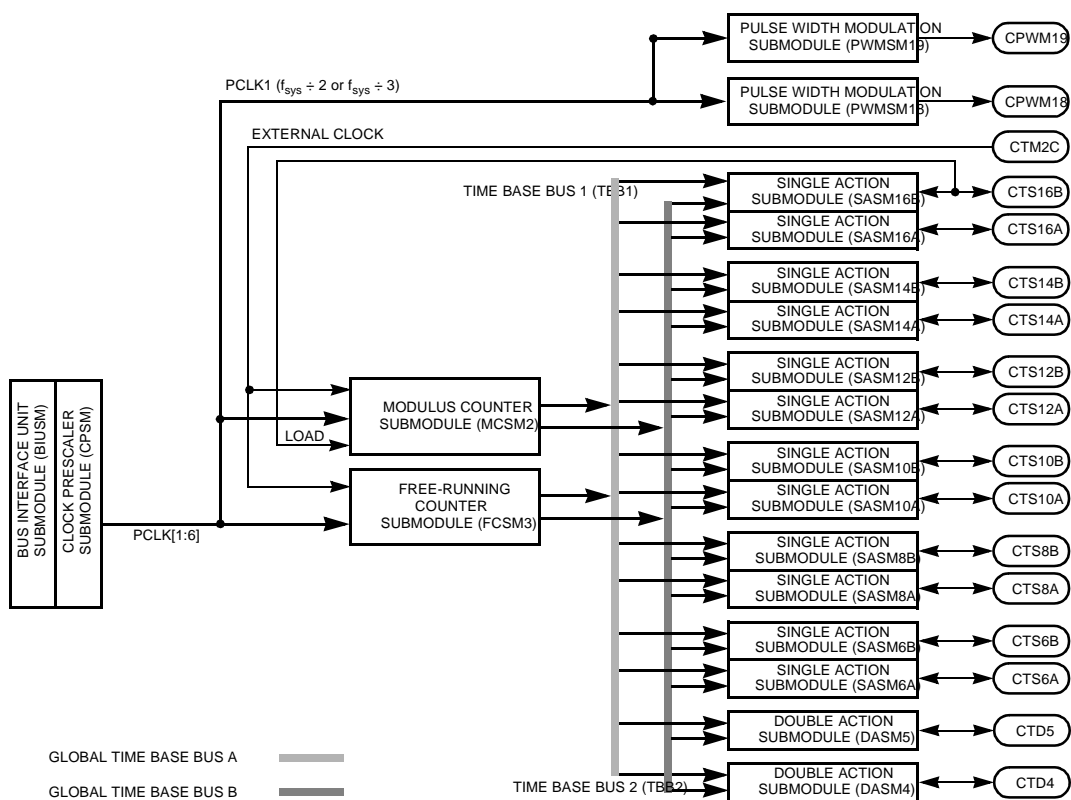 PULSE WIDTH MODULATION
SUBMODULE (PWMSM19)
CPWM19
PCLK1 (fsys ÷ 2 or fsys ÷ 3)
PULSE WIDTH MODULATION
SUBMODULE (PWMSM18)
CPWM18
EXTERNAL CLOCK
CTM2C
TIME BASE BUS 1 (TBB1)
SINGLE ACTION
SUBMODULE (SASM16B)
CTS16B
SINGLE ACTION
SUBMODULE (SASM16A)
CTS16A
SINGLE ACTION
SUBMODULE (SASM14B)
CTS14B
SINGLE ACTION
SUBMODULE (SASM14A)
CTS14A
SINGLE ACTION
SUBMODULE (SASM12B)
CTS12B
SINGLE ACTION
SUBMODULE (SASM12A)
CTS12A
BUS INTERFACE UNIT
SUBMODULE (BIUSM)
CLOCK PRESCALER
SUBMODULE (CPSM)
MODULUS COUNTER
SUBMODULE (MCSM2)
LOAD
SINGLE ACTION
SUBMODULE (SASM10B)
CTS10B
SINGLE ACTION
SUBMODULE (SASM10A)
CTS10A
FREE-RUNNING
COUNTER
SUBMODULE (FCSM3)
PCLK[1:6]
SINGLE ACTION
SUBMODULE (SASM8B)
CTS8B
SINGLE ACTION
SUBMODULE (SASM8A)
CTS8A
SINGLE ACTION
SUBMODULE (SASM6B)
CTS6B
SINGLE ACTION
SUBMODULE (SASM6A)
CTS6A
DOUBLE ACTION
SUBMODULE (DASM5)
CTD5
GLOBAL TIME BASE BUS A
DOUBLE ACTION
SUBMODULE (DASM4)
CTD4
TIME BASE BUS 2 (TBB2)
GLOBAL TIME BASE BUS B